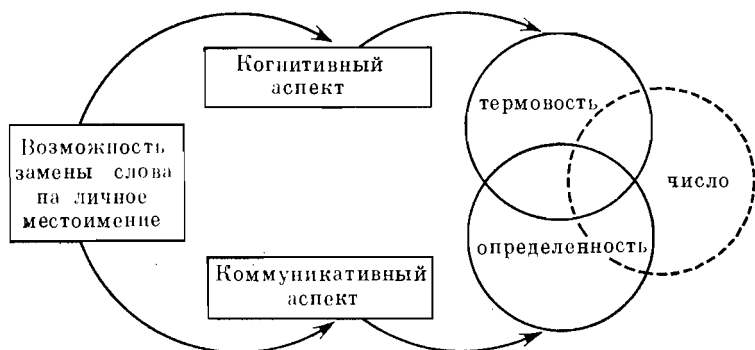 Когнитивный
аспект
термовость
Возможность
замены слова
на личное
местоимение
число
определенность
Коммуникативный
аспект